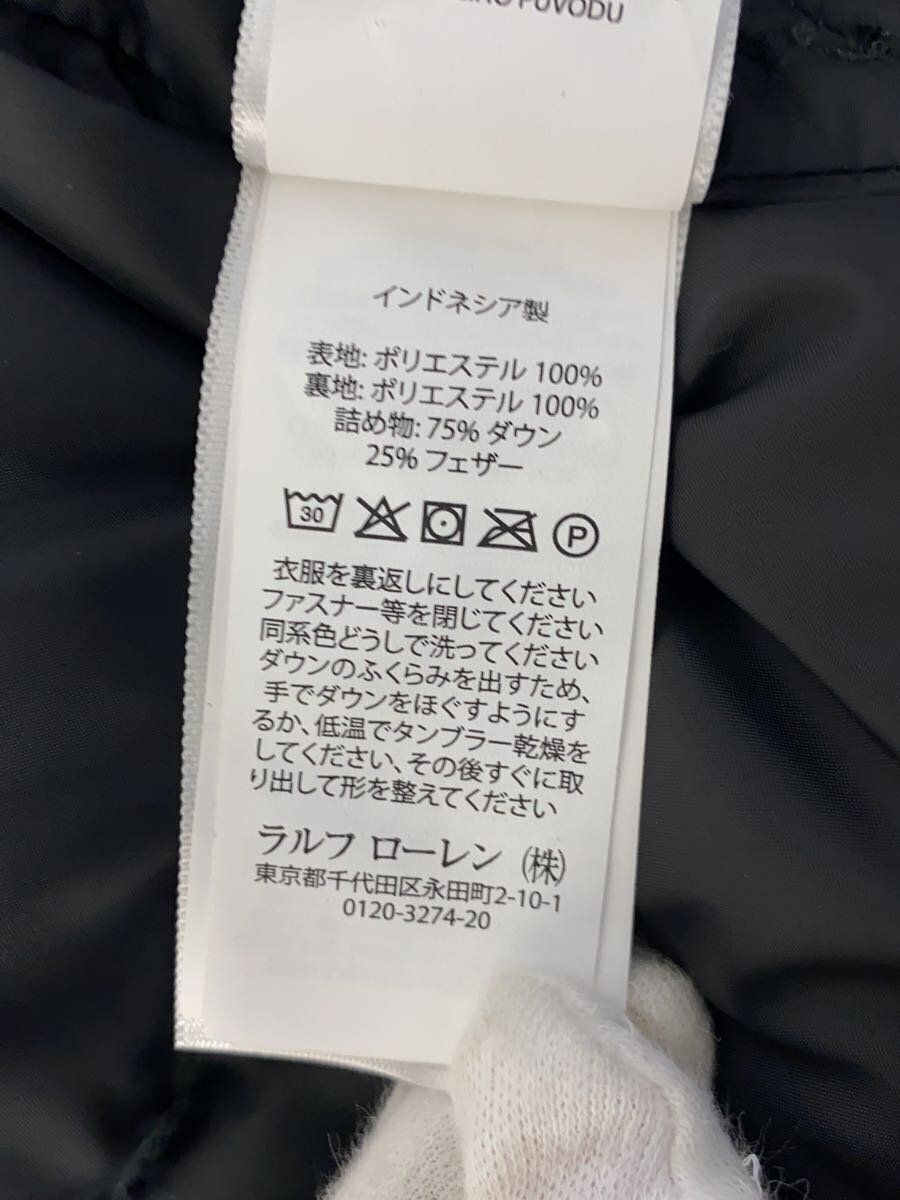 PŮVODU
インドネシア製
表地: ポリエステル 100%
裏地: ポリエステル 100%
詰め物: 75% ダウン
25% フェザー
30 P
衣服を裏返しにしてください
ファスナー等を閉じてください
同系色どうしで洗ってください
ダウンのふくらみを出すため、
手でダウンをほぐすようにす
るか、低温でタンブラー乾燥を
してください、その後すぐに取
り出して形を整えてください
ラルフ ローレン (株)
東京都千代田区永田町2-10-1
0120-3274-20